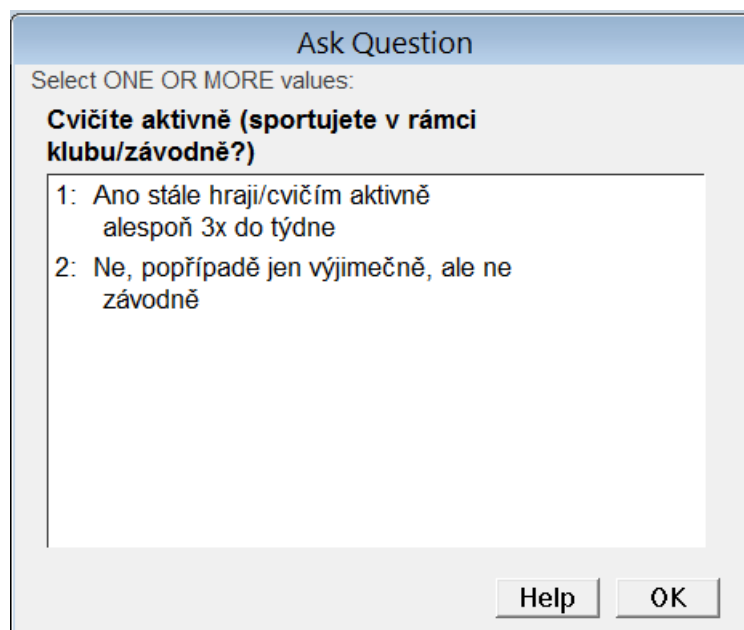 Ask Question
Select ONE OR MORE values:
Cvičíte aktivně (sportujete v rámci
klubu/závodně?)
1: Ano stále hraji/cvičím aktivně
alespoň 3x do týdne
2: Ne, popřípadě jen výjimečně, ale ne
závodně
Help OK